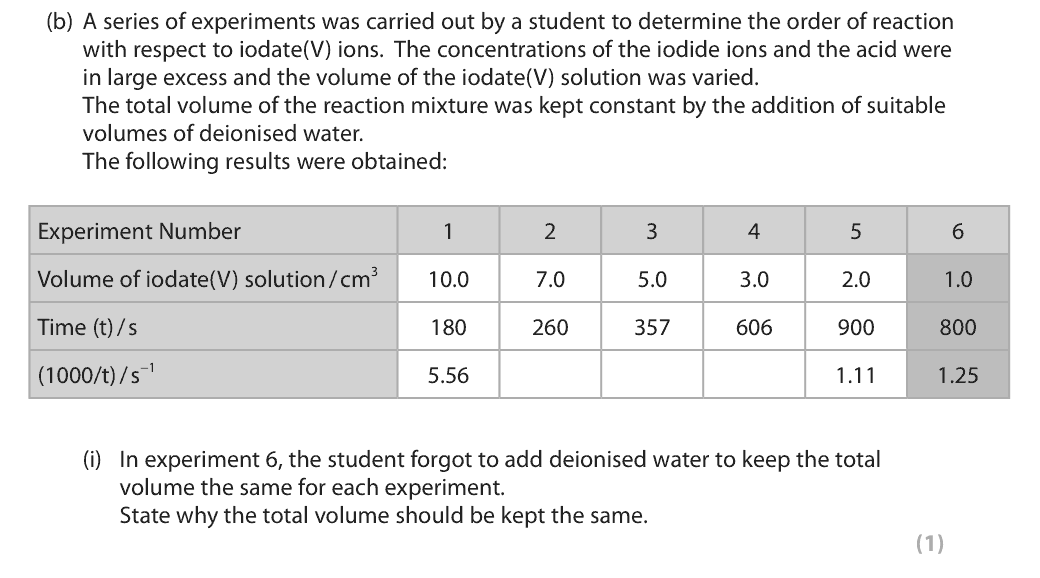 (b) A series of experiments was carried out by a student to determine the order of reaction
with respect to iodate(V) ions. The concentrations of the iodide ions and the acid were
in large excess and the volume of the iodate(V) solution was varied.
The total volume of the reaction mixture was kept constant by the addition of suitable
volumes of deionised water.
The following results were obtained:
Experiment Number 1 2 3 4 5 6
Volume of iodate(V) solution / cm³ 10.0 7.0 5.0 3.0 2.0 1.0
Time (t) / s 180 260 357 606 900 800
(1000/t) / s⁻¹ 5.56 1.11 1.25
(i) In experiment 6, the student forgot to add deionised water to keep the total
volume the same for each experiment.
State why the total volume should be kept the same.
(1)